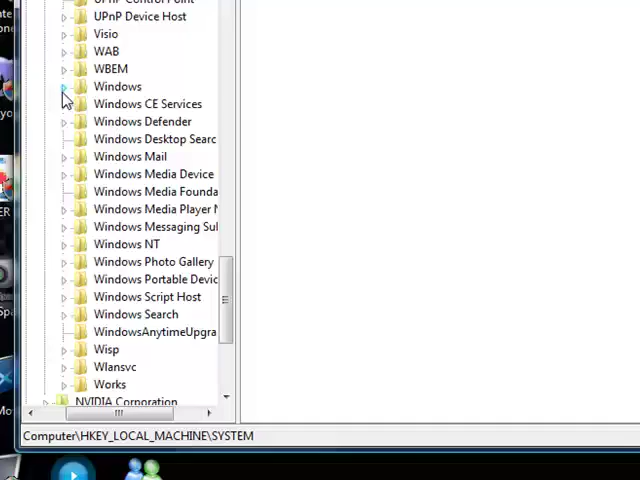 UPnP Control Point
UPnP Device Host
Visio
WAB
WBEM
Windows
Windows CE Services
Windows Defender
Windows Desktop Searc
Windows Mail
Windows Media Device
Windows Media Founda
Windows Media Player N
Windows Messaging Sul
Windows NT
Windows Photo Gallery
Windows Portable Devic
Windows Script Host
Windows Search
WindowsAnytimeUpgra
Wisp
Wlansvc
Works
NVIDIA Corporation
Computer\HKEY_LOCAL_MACHINE\SYSTEM